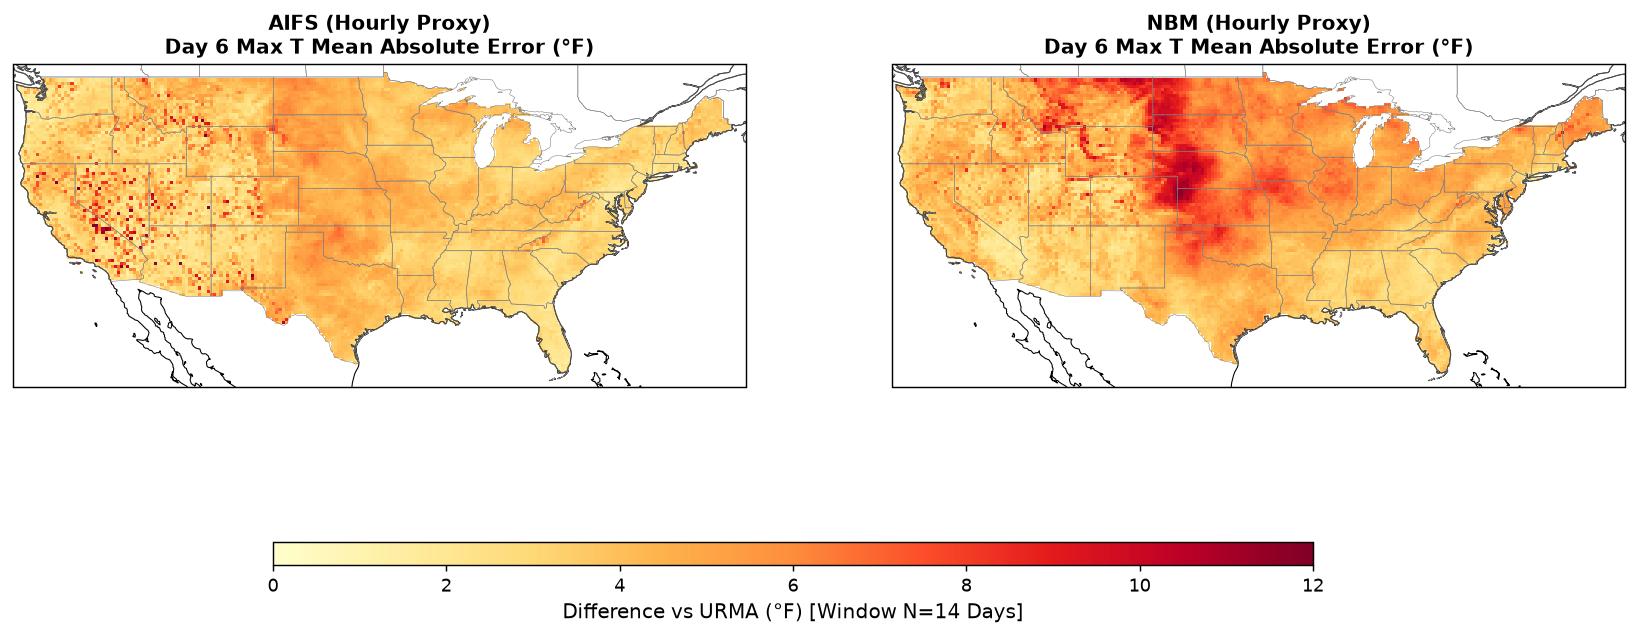 AIFS (Hourly Proxy)
Day 6 Max T Mean Absolute Error (°F)
NBM (Hourly Proxy)
Day 6 Max T Mean Absolute Error (°F)
0 2 4 6 8 10 12
Difference vs URMA (°F) [Window N=14 Days]